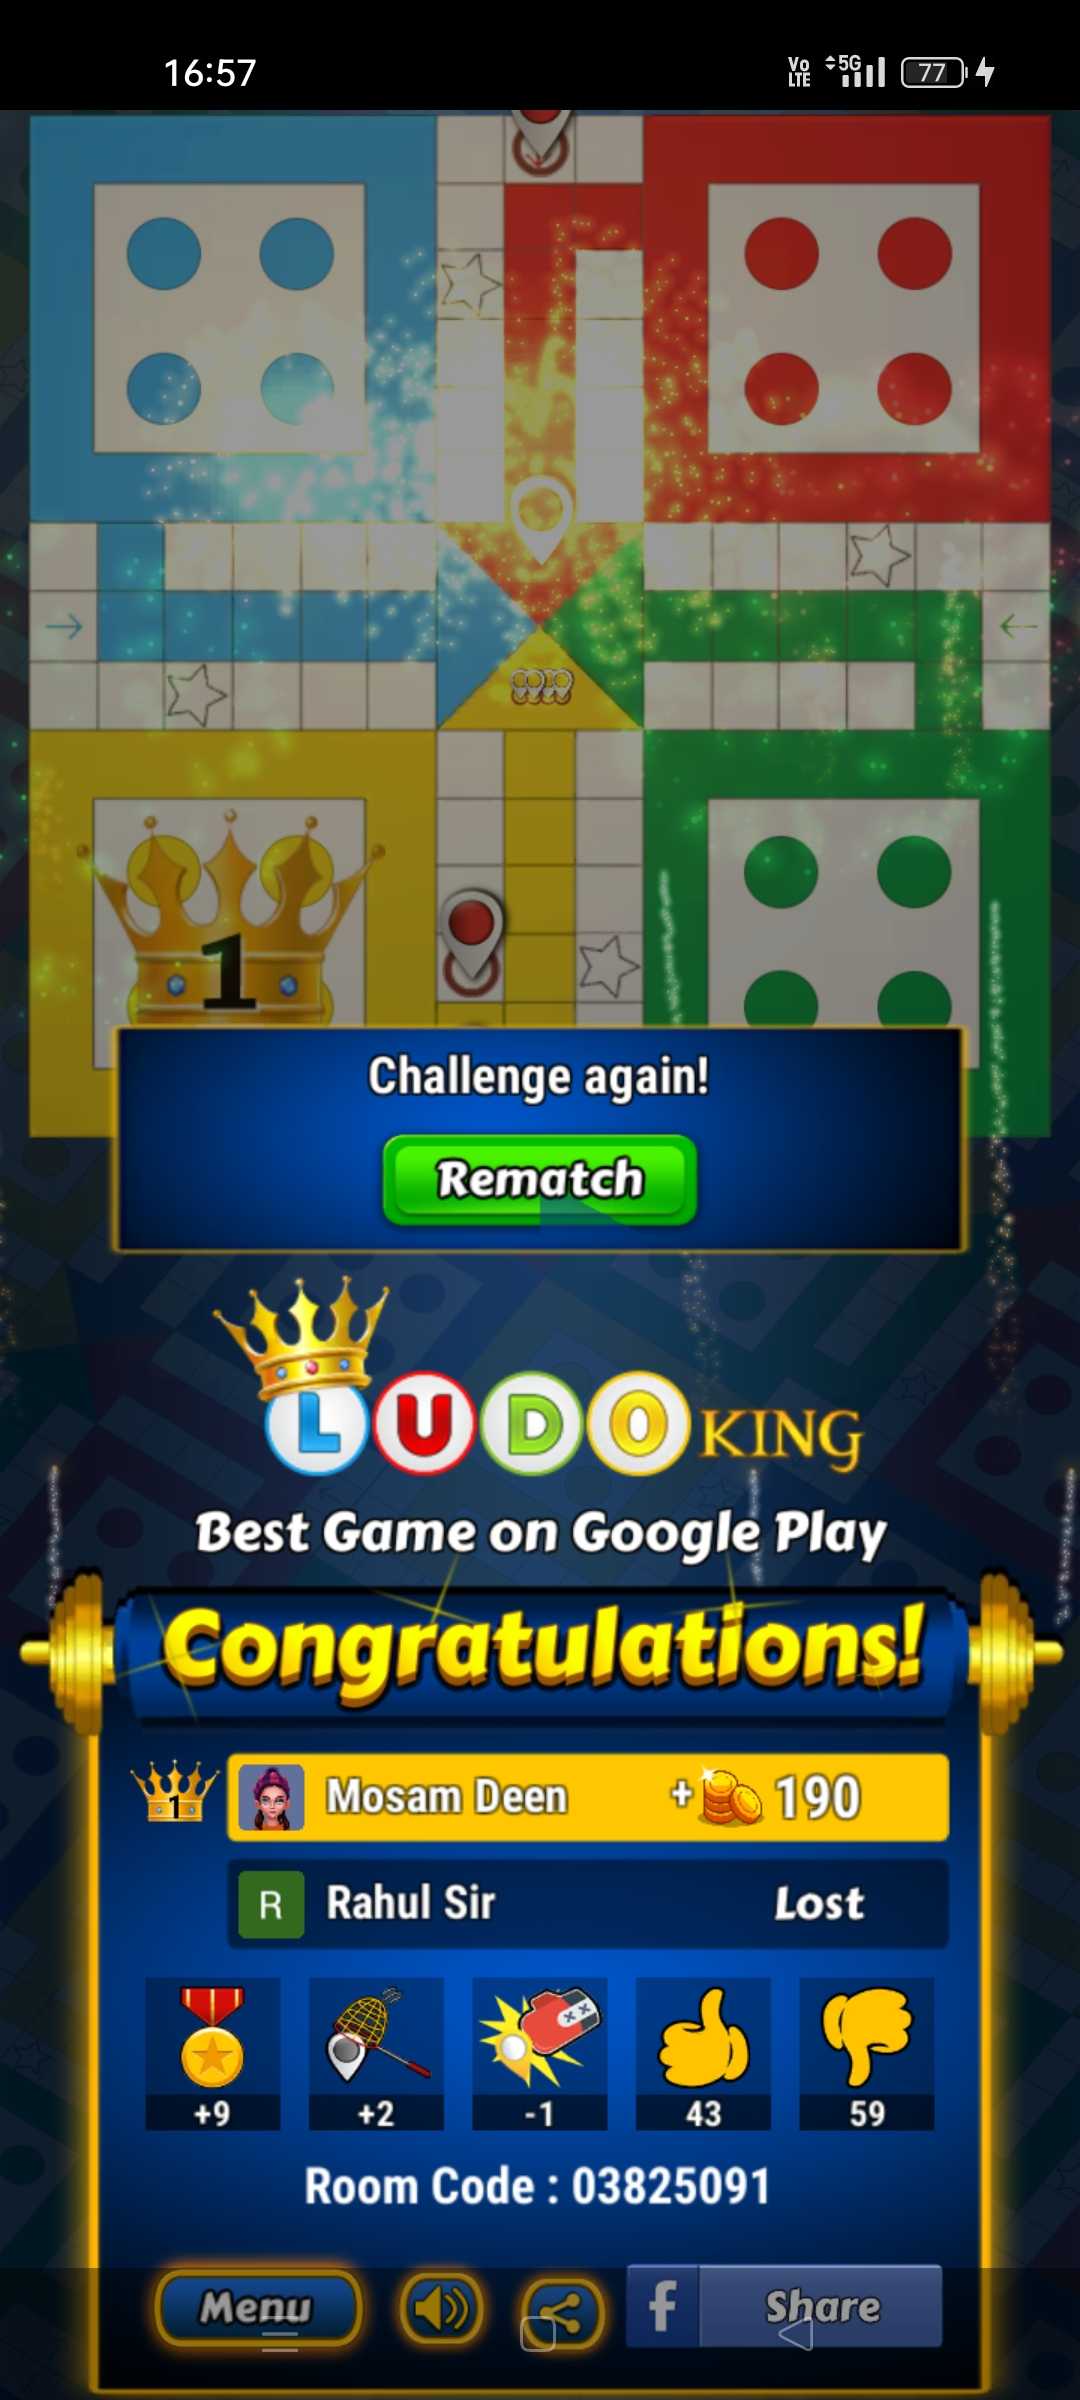 16:57
Vo LTE 5G 77
1
Challenge again!
Rematch
LUDO KING
Best Game on Google Play
Congratulations!
1 Mosam Deen + 190
R Rahul Sir Lost
+9 +2 -1 43 59
Room Code : 03825091
Menu f Share